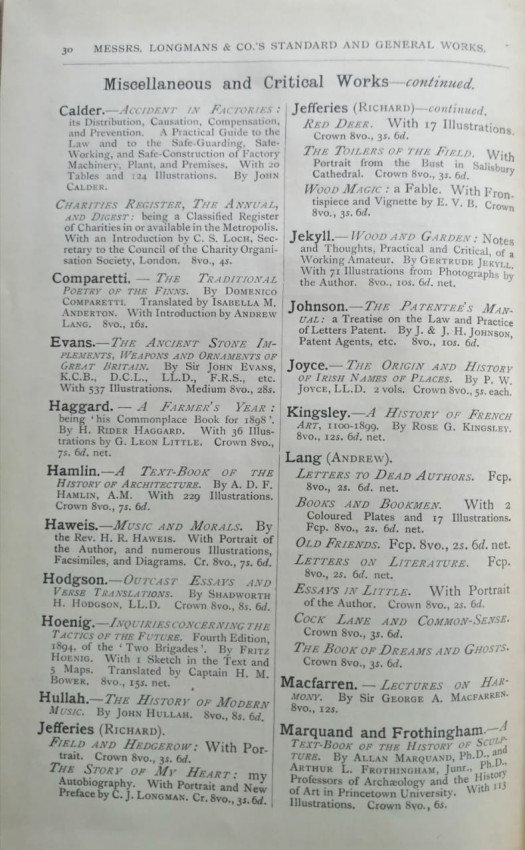 30 MESSRS. LONGMANS & CO.'S STANDARD AND GENERAL WORKS.
Miscellaneous and Critical Works—continued.
Calder.—ACCIDENT IN FACTORIES:
its Distribution, Causation, Compensation,
and Prevention. A Practical Guide to the
Law and to the Safe-Guarding, Safe-
Working, and Safe-Construction of Factory
Machinery, Plant, and Premises. With 20
Tables and 124 Illustrations. By JOHN
CALDER.
CHARITIES REGISTER, THE ANNUAL,
AND DIGEST: being a Classified Register
of Charities in or available in the Metropolis.
With an Introduction by C. S. LOCH, Sec-
retary to the Council of the Charity Organi-
sation Society, London. 8vo., 4s.
Comparetti. — THE TRADITIONAL
POETRY OF THE FINNS. By DOMENICO
COMPARETTI. Translated by ISABELLA M.
ANDERTON. With Introduction by ANDREW
LANG. 8vo., 16s.
Evans.—THE ANCIENT STONE IM-
PLEMENTS, WEAPONS AND ORNAMENTS OF
GREAT BRITAIN. By Sir JOHN EVANS,
K.C.B., D.C.L., LL.D., F.R.S., etc.
With 537 Illustrations. Medium 8vo., 28s.
Haggard. — A FARMER'S YEAR:
being 'his Commonplace Book for 1898'.
By H. RIDER HAGGARD. With 36 Illus-
trations by G. LEON LITTLE. Crown 8vo.,
7s. 6d. net.
Hamlin.—A TEXT-BOOK OF THE
HISTORY OF ARCHITECTURE. By A. D. F.
HAMLIN, A.M. With 229 Illustrations.
Crown 8vo., 7s. 6d.
Haweis.—MUSIC AND MORALS. By
the Rev. H. R. HAWEIS. With Portrait of
the Author, and numerous Illustrations,
Facsimiles, and Diagrams. Cr. 8vo., 7s. 6d.
Hodgson.—OUTCAST ESSAYS AND
VERSE TRANSLATIONS. By SHADWORTH
H. HODGSON, LL.D. Crown 8vo., 8s. 6d.
Hoenig.—INQUIRIES CONCERNING THE
TACTICS OF THE FUTURE. Fourth Edition,
1894, of the 'Two Brigades'. By FRITZ
HOENIG. With 1 Sketch in the Text and
5 Maps. Translated by Captain H. M.
BOWER. 8vo., 15s. net.
Hullah.—THE HISTORY OF MODERN
MUSIC. By JOHN HULLAH. 8vo., 8s. 6d.
Jefferies (RICHARD).
FIELD AND HEDGEROW: With Por-
trait. Crown 8vo., 3s. 6d.
THE STORY OF MY HEART: my
Autobiography. With Portrait and New
Preface by C. J. LONGMAN. Cr. 8vo., 3s. 6d.
Jefferies (RICHARD)—continued.
RED DEER. With 17 Illustrations.
Crown 8vo., 3s. 6d.
THE TOILERS OF THE FIELD. With
Portrait from the Bust in Salisbury
Cathedral. Crown 8vo., 3s. 6d.
WOOD MAGIC: a Fable. With Fron-
tispiece and Vignette by E. V. B. Crown
8vo., 3s. 6d.
Jekyll.—WOOD AND GARDEN: Notes
and Thoughts, Practical and Critical, of a
Working Amateur. By GERTRUDE JEKYLL.
With 71 Illustrations from Photographs by
the Author. 8vo., 10s. 6d. net.
Johnson.—THE PATENTEE'S MAN-
UAL: a Treatise on the Law and Practice
of Letters Patent. By J. & J. H. JOHNSON,
Patent Agents, etc. 8vo., 10s. 6d.
Joyce.—THE ORIGIN AND HISTORY
OF IRISH NAMES OF PLACES. By P. W.
JOYCE, LL.D. 2 vols. Crown 8vo., 5s. each.
Kingsley.—A HISTORY OF FRENCH
ART, 1100-1899. By ROSE G. KINGSLEY.
8vo., 12s. 6d. net.
Lang (ANDREW).
LETTERS TO DEAD AUTHORS. Fcp.
8vo., 2s. 6d. net.
BOOKS AND BOOKMEN. With 2
Coloured Plates and 17 Illustrations.
Fcp. 8vo., 2s. 6d. net.
OLD FRIENDS. Fcp. 8vo., 2s. 6d. net.
LETTERS ON LITERATURE. Fcp.
8vo., 2s. 6d. net.
ESSAYS IN LITTLE. With Portrait
of the Author. Crown 8vo., 2s. 6d.
COCK LANE AND COMMON-SENSE.
Crown 8vo., 3s. 6d.
THE BOOK OF DREAMS AND GHOSTS.
Crown 8vo., 3s. 6d.
Macfarren. — LECTURES ON HAR-
MONY. By Sir GEORGE A. MACFARREN.
8vo., 12s.
Marquand and Frothingham.—A
TEXT-BOOK OF THE HISTORY OF SCULP-
TURE. By ALLAN MARQUAND, Ph.D., and
ARTHUR L. FROTHINGHAM, Junr., Ph.D.,
Professors of Archæology and the History
of Art in Princetown University. With 113
Illustrations. Crown 8vo., 6s.